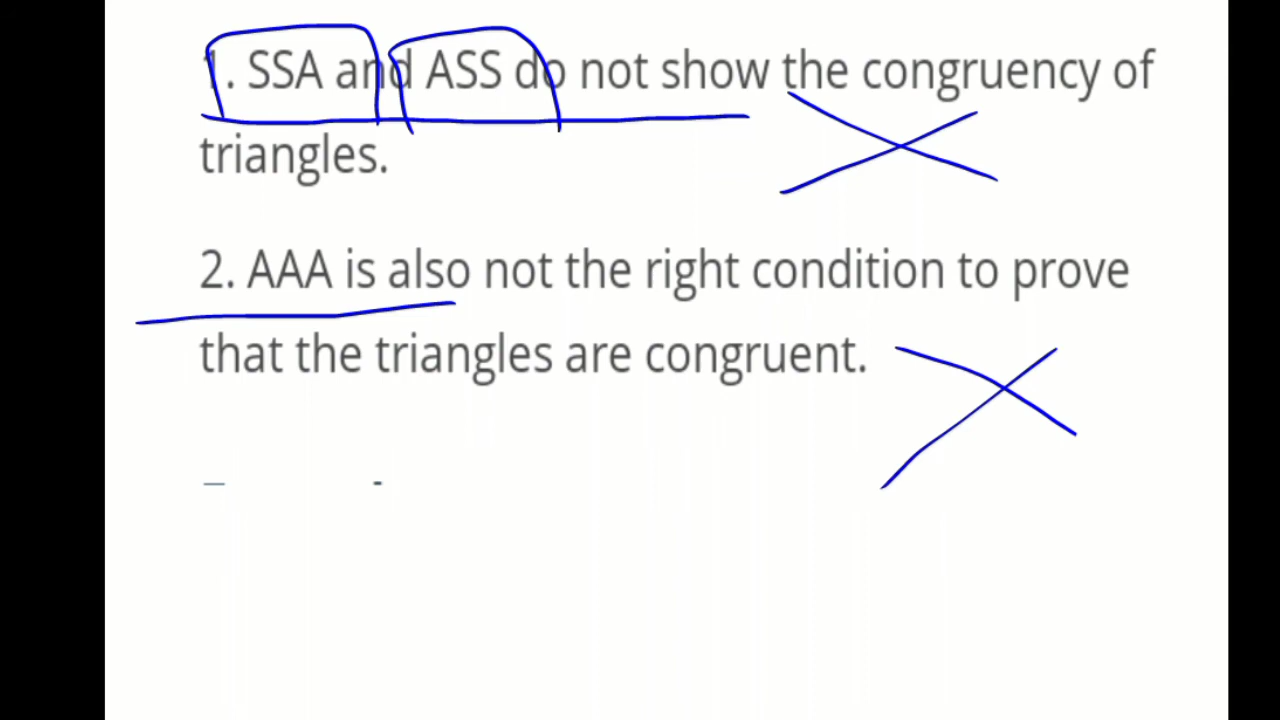 1. SSA and ASS do not show the congruency of
triangles.
2. AAA is also not the right condition to prove
that the triangles are congruent.